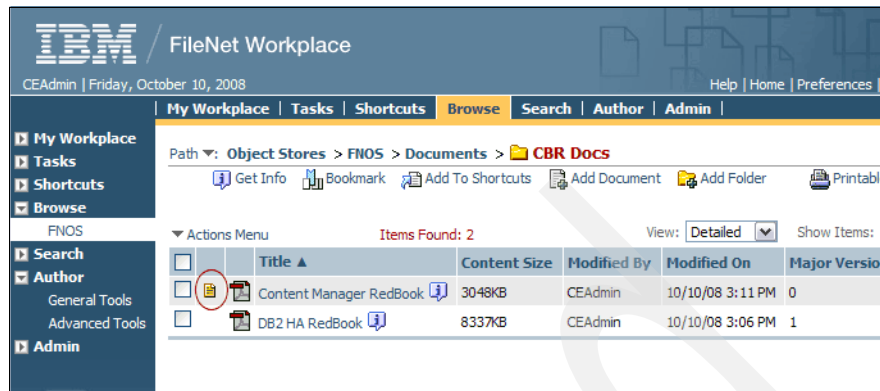 IBM FileNet Workplace
CEAdmin | Friday, October 10, 2008
Help | Home | Preferences |
| My Workplace | Tasks | Shortcuts | Browse Search | Author | Admin |
My Workplace
Tasks
Shortcuts
Browse
FNOS
Search
Author
General Tools
Advanced Tools
Admin
Path : Object Stores > FNOS > Documents > CBR Docs
Get Info Bookmark Add To Shortcuts Add Document Add Folder Printabl
Actions Menu Items Found: 2 View: Detailed Show Items:
Title Content Size Modified By Modified On Major Versio
Content Manager RedBook 3048KB CEAdmin 10/10/08 3:11 PM 0
DB2 HA RedBook 8337KB CEAdmin 10/10/08 3:06 PM 1